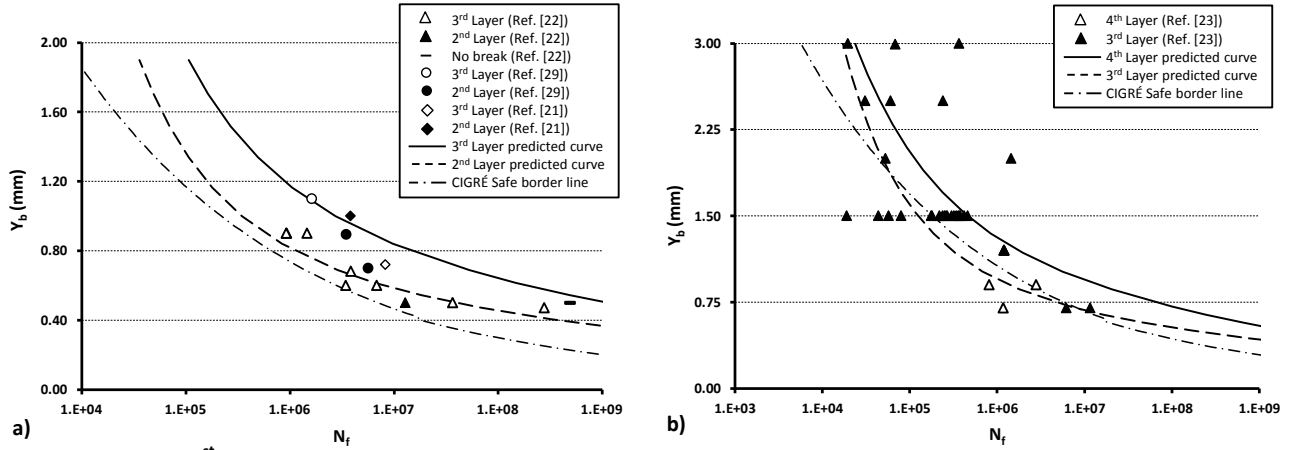 3rd Layer (Ref. [22])
2nd Layer (Ref. [22])
No break (Ref. [22])
3rd Layer (Ref. [29])
2nd Layer (Ref. [29])
3rd Layer (Ref. [21])
2nd Layer (Ref. [21])
3rd Layer predicted curve
2nd Layer predicted curve
CIGRÉ Safe border line
2.00
1.60
1.20
0.80
0.40
0.00
Yb (mm)
1.E+04 1.E+05 1.E+06 1.E+07 1.E+08 1.E+09
Nf
a)
st
4th Layer (Ref. [23])
3rd Layer (Ref. [23])
4th Layer predicted curve
3rd Layer predicted curve
CIGRÉ Safe border line
3.00
2.25
1.50
0.75
0.00
Yb (mm)
1.E+03 1.E+04 1.E+05 1.E+06 1.E+07 1.E+08 1.E+09
Nf
b)